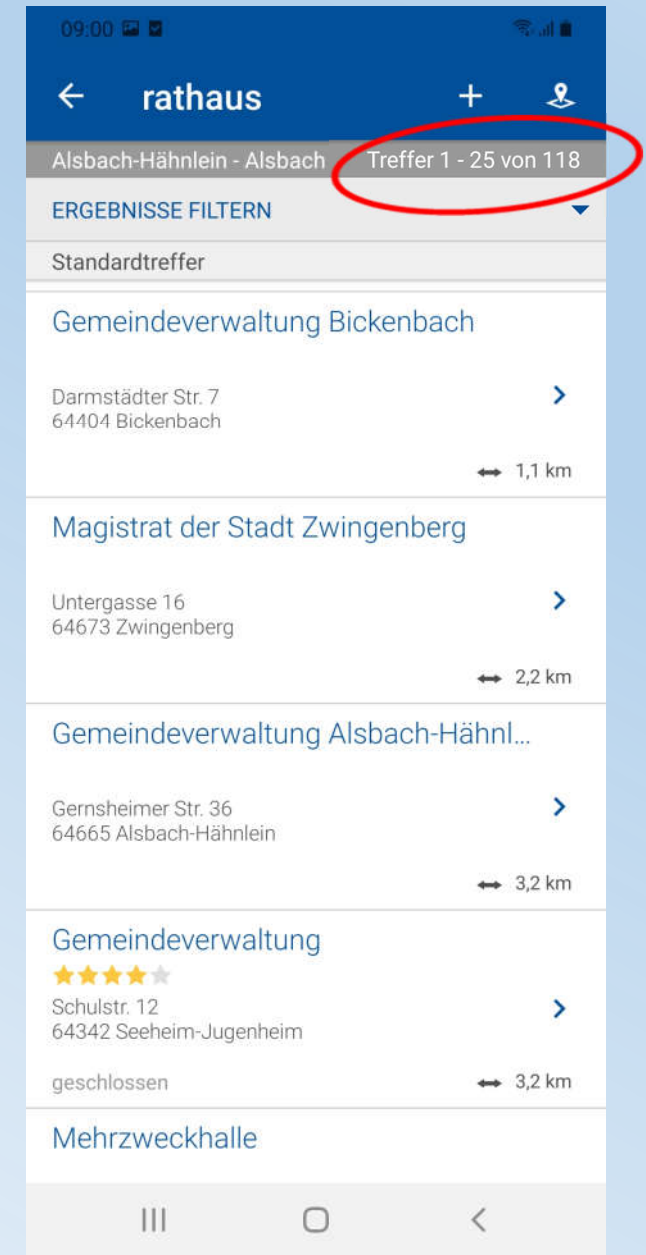 09:00
rathaus
Alsbach-Hähnlein - Alsbach Treffer 1 - 25 von 118
ERGEBNISSE FILTERN
Standardtreffer
Gemeindeverwaltung Bickenbach
Darmstädter Str. 7
64404 Bickenbach
1,1 km
Magistrat der Stadt Zwingenberg
Untergasse 16
64673 Zwingenberg
2,2 km
Gemeindeverwaltung Alsbach-Hähnl...
Gernsheimer Str. 36
64665 Alsbach-Hähnlein
3,2 km
Gemeindeverwaltung
Schulstr. 12
64342 Seeheim-Jugenheim
geschlossen 3,2 km
Mehrzweckhalle